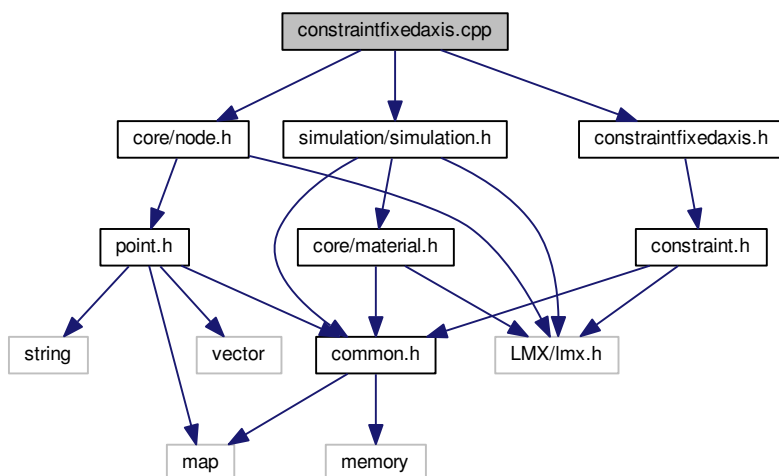 constraintfixedaxis.cpp
core/node.h
simulation/simulation.h
constraintfixedaxis.h
point.h
core/material.h
constraint.h
string
vector
common.h
LMX/lmx.h
map
memory